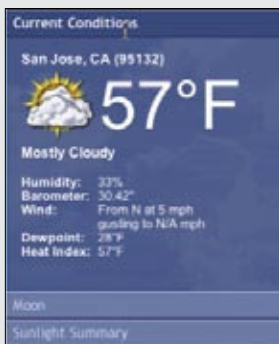 Current Conditions
San Jose, CA (95132)
57°F
Mostly Cloudy
Humidity: 33%
Barometer: 30.42"
Wind: From N at 5 mph
gusting to N/A mph
Dewpoint: 28°F
Heat Index: 57°F
Moon
Sunlight Summary